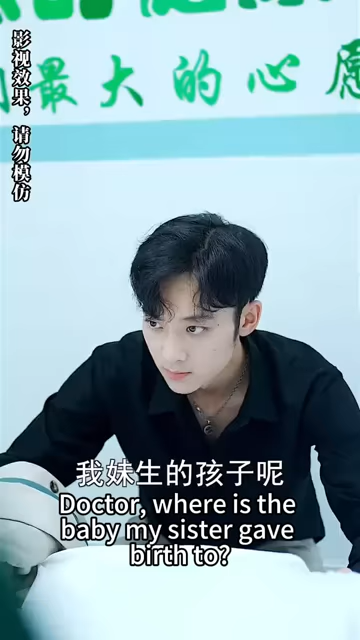 最大的心愿
影视效果，请勿模仿
我妹生的孩子呢
Doctor, where is the
baby my sister gave
birth to?